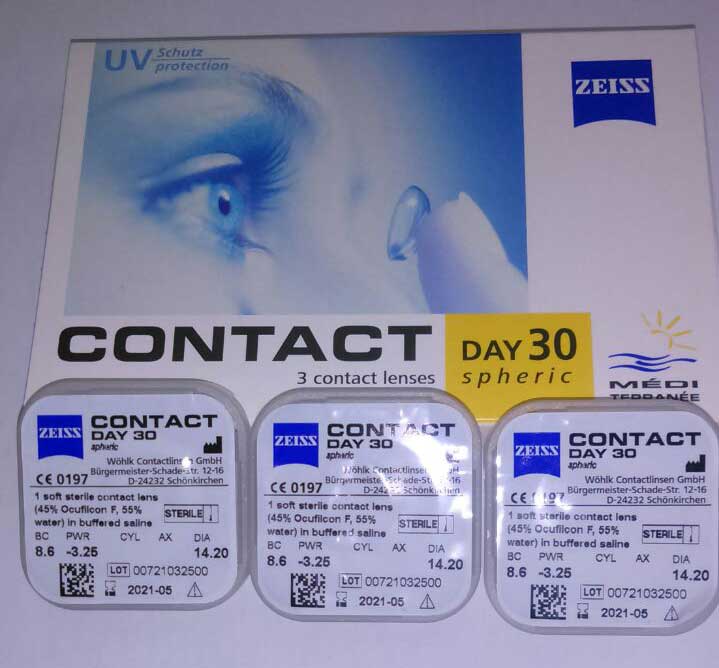 UV Schutz
protection
ZEISS
CONTACT
DAY 30
3 contact lenses
spheric
MÉDI
TERRANÉE
ZEISS
CONTACT
DAY 30
spheric
Wöhlk Contactlinsen GmbH
Bürgermeister-Schade-Str. 12-16
D-24232 Schönkirchen
CE 0197
1 soft sterile contact lens
(45% Ocufilcon F, 55%
water) in buffered saline
STERILE
BC PWR CYL AX DIA
8.6 -3.25 14.20
LOT 00721032500
2021-05
ZEISS
CONTACT
DAY 30
spheric
Wöhlk Contactlinsen GmbH
Bürgermeister-Schade-Str. 12-16
D-24232 Schönkirchen
CE 0197
1 soft sterile contact lens
(45% Ocufilcon F, 55%
water) in buffered saline
STERILE
BC PWR CYL AX DIA
8.6 -3.25 14.20
LOT 00721032500
2021-05
ZEISS
CONTACT
DAY 30
spheric
Wöhlk Contactlinsen GmbH
Bürgermeister-Schade-Str. 12-16
D-24232 Schönkirchen
CE 0197
1 soft sterile contact lens
(45% Ocufilcon F, 55%
water) in buffered saline
STERILE
BC PWR CYL AX DIA
8.6 -3.25 14.20
LOT 00721032500
2021-05